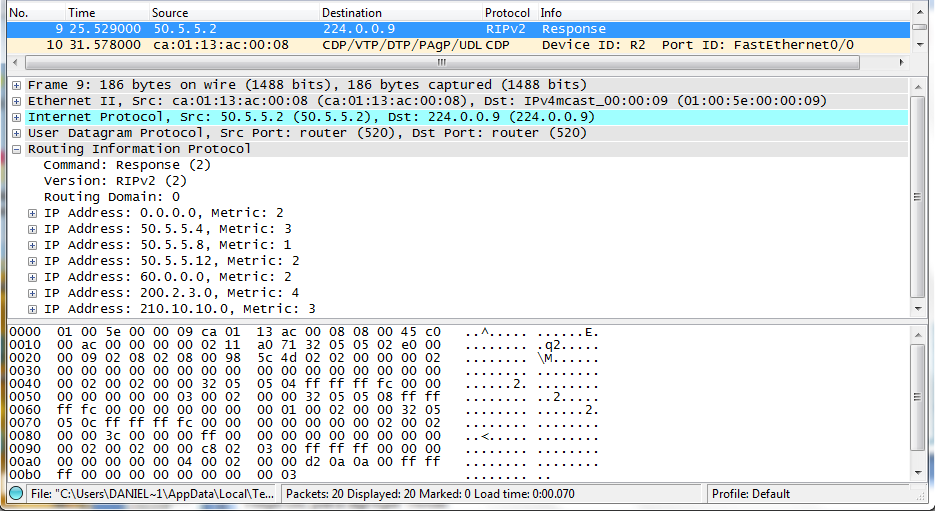 No. Time Source Destination Protocol Info
9 25.529000 50.5.5.2 224.0.0.9 RIPv2 Response
10 31.578000 ca:01:13:ac:00:08 CDP/VTP/DTP/PAgP/UDL CDP Device ID: R2 Port ID: FastEthernet0/0
Frame 9: 186 bytes on wire (1488 bits), 186 bytes captured (1488 bits)
Ethernet II, Src: ca:01:13:ac:00:08 (ca:01:13:ac:00:08), Dst: IPv4mcast_00:00:09 (01:00:5e:00:00:09)
Internet Protocol, Src: 50.5.5.2 (50.5.5.2), Dst: 224.0.0.9 (224.0.0.9)
User Datagram Protocol, Src Port: router (520), Dst Port: router (520)
Routing Information Protocol
Command: Response (2)
Version: RIPv2 (2)
Routing Domain: 0
IP Address: 0.0.0.0, Metric: 2
IP Address: 50.5.5.4, Metric: 3
IP Address: 50.5.5.8, Metric: 1
IP Address: 50.5.5.12, Metric: 2
IP Address: 60.0.0.0, Metric: 2
IP Address: 200.2.3.0, Metric: 4
IP Address: 210.10.10.0, Metric: 3
0000 01 00 5e 00 00 09 ca 01 13 ac 00 08 08 00 45 c0 ..^..... ......E.
0010 00 ac 00 00 00 00 02 11 a0 71 32 05 05 02 e0 00 ........ .q2.....
0020 00 09 02 08 02 08 00 98 5c 4d 02 02 00 00 00 02 ........ \M......
0030 00 00 00 00 00 00 00 00 00 00 00 00 00 00 00 00 ........ ........
0040 00 02 00 02 00 00 32 05 05 04 ff ff ff fc 00 00 ......2. ........
0050 00 00 00 00 00 03 00 02 00 00 32 05 05 08 ff ff ........ ..2.....
0060 ff fc 00 00 00 00 00 00 00 01 00 02 00 00 32 05 ........ ......2.
0070 05 0c ff ff ff fc 00 00 00 00 00 00 00 02 00 02 ........ ........
0080 00 00 3c 00 00 00 ff 00 00 00 00 00 00 00 00 00 ..<..... ........
0090 00 02 00 02 00 00 c8 02 03 00 ff ff ff 00 00 00 ........ ........
00a0 00 00 00 00 00 04 00 02 00 00 d2 0a 0a 00 ff ff ........ ........
00b0 ff 00 00 00 00 00 00 00 00 03 ........ ..
File: "C:\Users\DANIEL~1\AppData\Local\Te... Packets: 20 Displayed: 20 Marked: 0 Load time: 0:00.070 Profile: Default